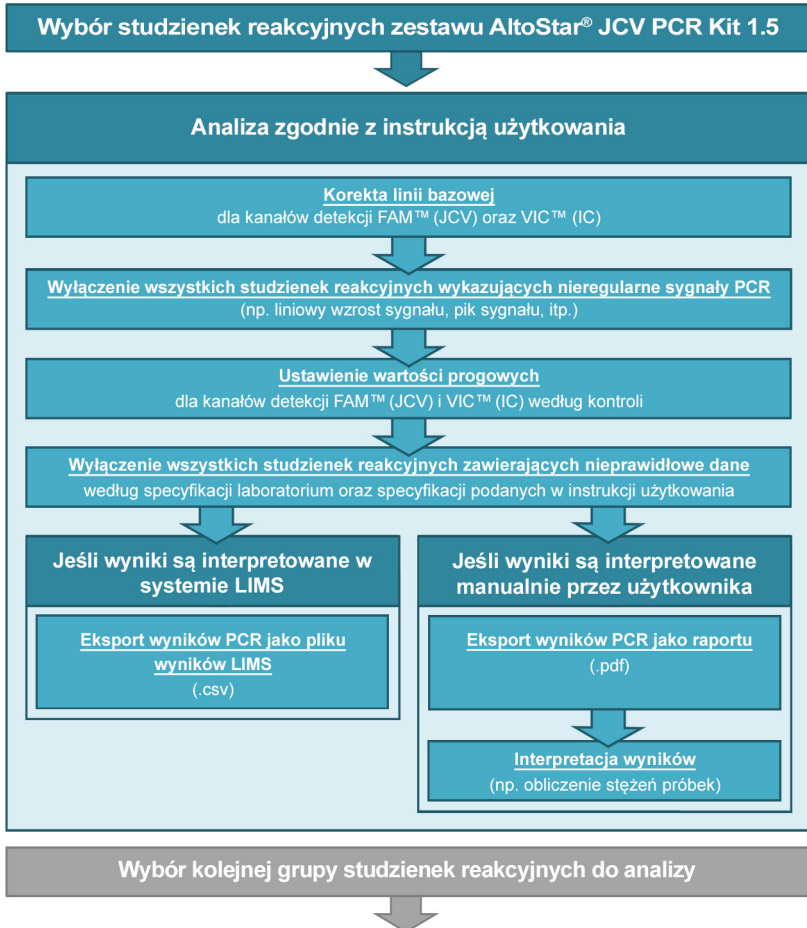 Wybór studzienek reakcyjnych zestawu AltoStar® JCV PCR Kit 1.5
Analiza zgodnie z instrukcją użytkowania
Korekta linii bazowej
dla kanałów detekcji FAM™ (JCV) oraz VIC™ (IC)
Wyłączenie wszystkich studzienek reakcyjnych wykazujących nieregularne sygnały PCR
(np. liniowy wzrost sygnału, pik sygnału, itp.)
Ustawienie wartości progowych
dla kanałów detekcji FAM™ (JCV) i VIC™ (IC) według kontroli
Wyłączenie wszystkich studzienek reakcyjnych zawierających nieprawidłowe dane
według specyfikacji laboratorium oraz specyfikacji podanych w instrukcji użytkowania
Jeśli wyniki są interpretowane w
systemie LIMS
Eksport wyników PCR jako pliku
wyników LIMS
(.csv)
Jeśli wyniki są interpretowane
manualnie przez użytkownika
Eksport wyników PCR jako raportu
(.pdf)
Interpretacja wyników
(np. obliczenie stężeń próbek)
Wybór kolejnej grupy studzienek reakcyjnych do analizy